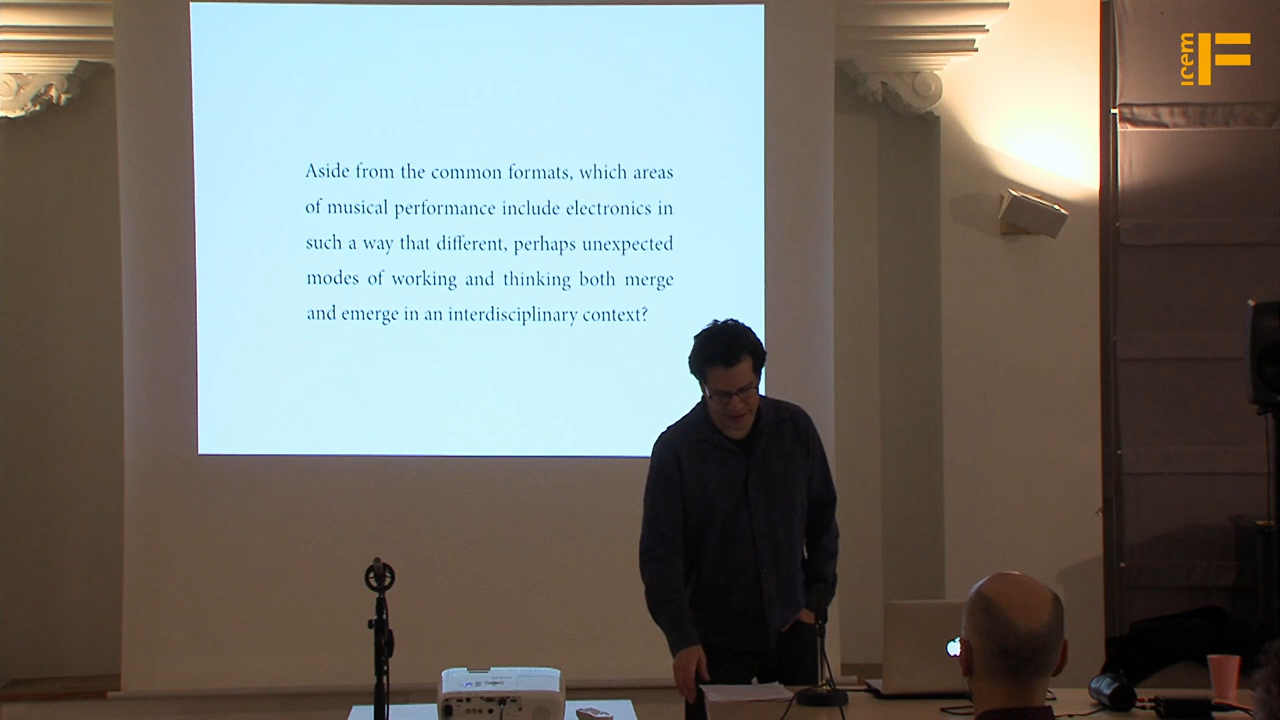 Aside from the common formats, which areas
of musical performance include electronics in
such a way that different, perhaps unexpected
modes of working and thinking both merge
and emerge in an interdisciplinary context?
icem